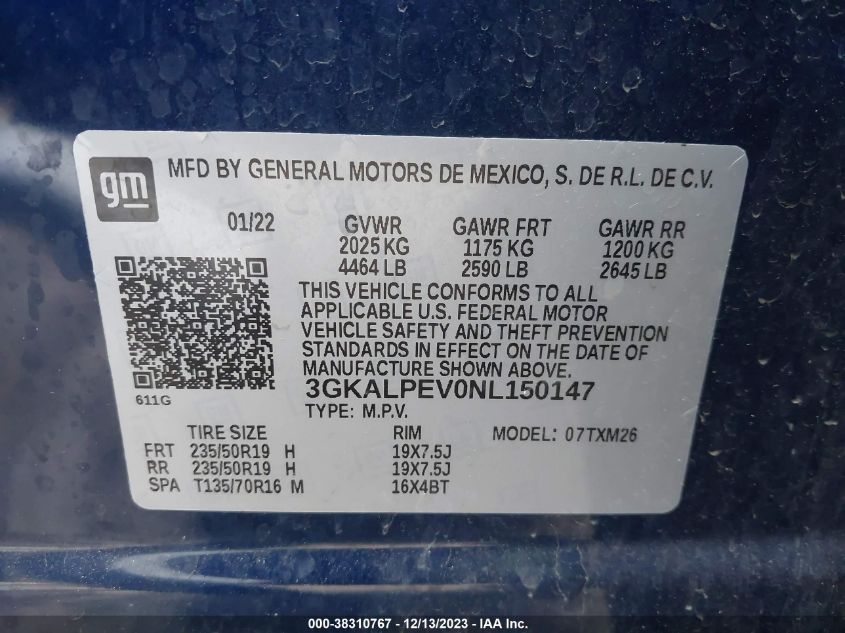 gm
MFD BY GENERAL MOTORS DE MEXICO, S. DE R.L. DE C.V.
01/22 GVWR GAWR FRT GAWR RR
2025 KG 1175 KG 1200 KG
4464 LB 2590 LB 2645 LB
THIS VEHICLE CONFORMS TO ALL
APPLICABLE U.S. FEDERAL MOTOR
VEHICLE SAFETY AND THEFT PREVENTION
STANDARDS IN EFFECT ON THE DATE OF
MANUFACTURE SHOWN ABOVE.
611G
3GKALPEV0NL150147
TYPE: M.P.V.
TIRE SIZE RIM MODEL: 07TXM26
FRT 235/50R19 H 19X7.5J
RR 235/50R19 H 19X7.5J
SPA T135/70R16 M 16X4BT
000-38310767 - 12/13/2023 - IAA Inc.